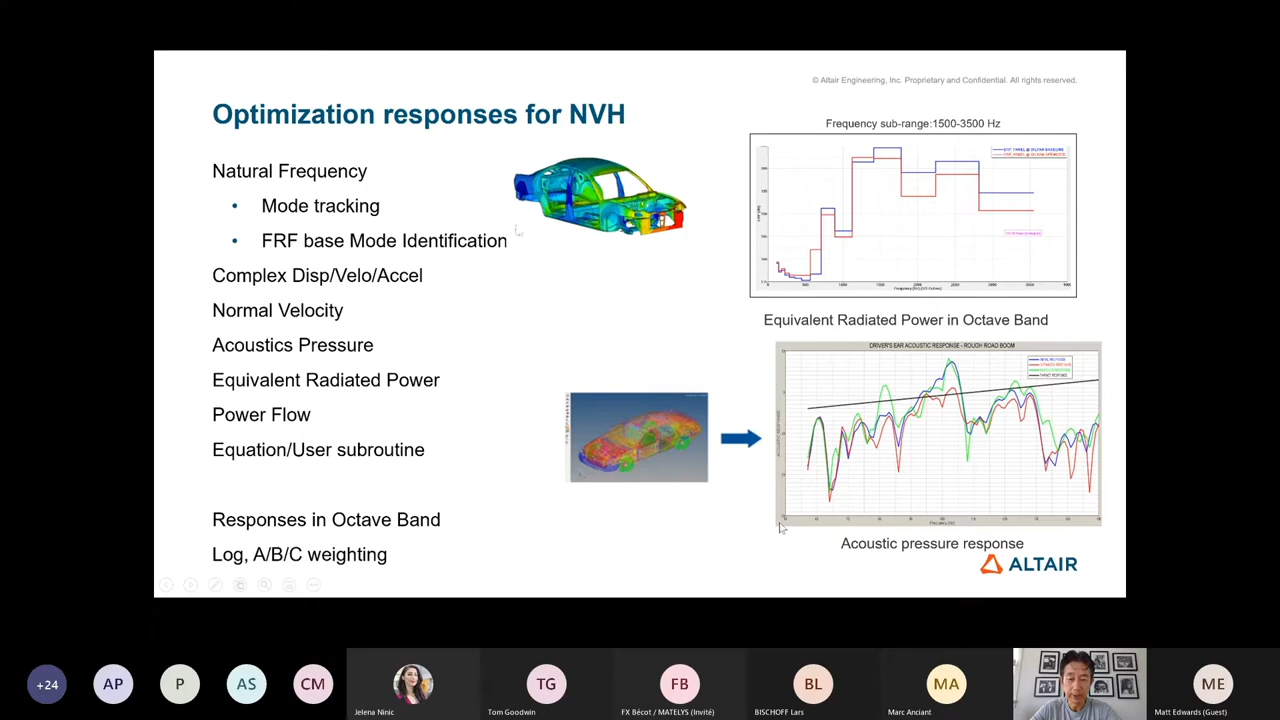 © Altair Engineering, Inc. Proprietary and Confidential. All rights reserved.
Optimization responses for NVH
Natural Frequency
• Mode tracking
• FRF base Mode Identification
Complex Disp/Velo/Accel
Normal Velocity
Acoustics Pressure
Equivalent Radiated Power
Power Flow
Equation/User subroutine
Responses in Octave Band
Log, A/B/C weighting
Frequency sub-range:1500-3500 Hz
Equivalent Radiated Power in Octave Band
DRIVER'S EAR ACOUSTIC RESPONSE - ROUGH ROAD BOOM
Acoustic pressure response
ALTAIR
+24
AP
P
AS
CM
Jelena Ninic
TG
Tom Goodwin
FB
FX Bécot / MATELYS (Invité)
BL
BISCHOFF Lars
MA
Marc Anciant
ME
Matt Edwards (Guest)